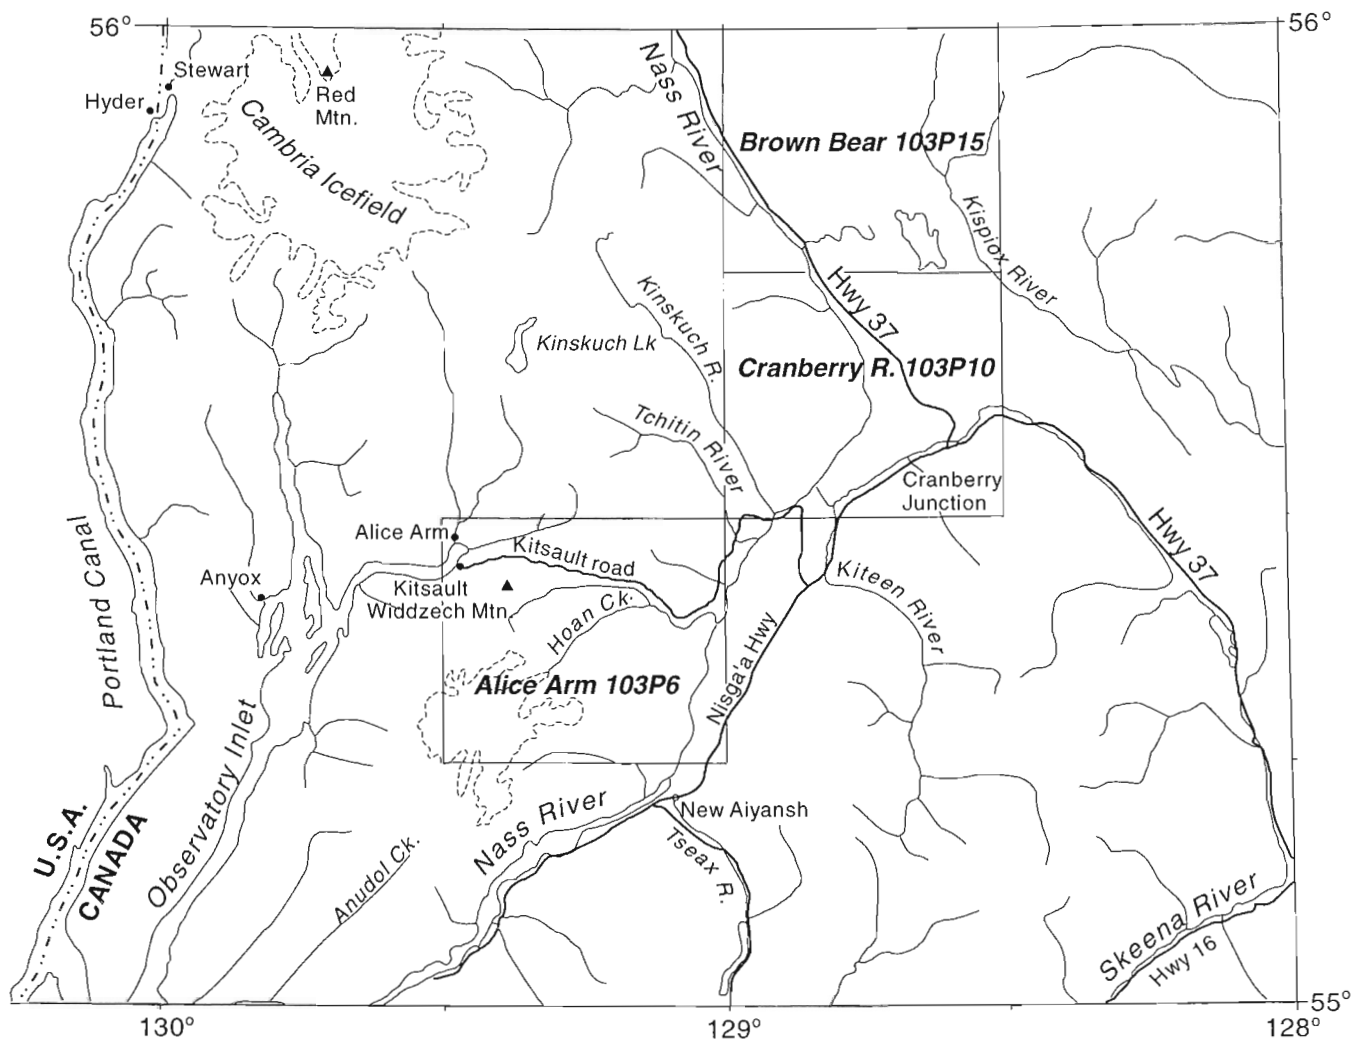 56°
56°
Stewart
Hyder
Red
Mtn.
Cambria Icefield
Nass River
Brown Bear 103P15
Kispiox River
Hwy 37
Kinskuch R.
Kinskuch Lk
Cranberry R. 103P10
Tchitin River
Cranberry
Junction
Portland Canal
Alice Arm
Kitsault road
Hwy 37
Anyox
Kitsault
Widdzech Mtn.
Kiteen River
Hoan Ck.
Nisga'a Hwy
Alice Arm 103P6
Observatory Inlet
U.S.A.
CANADA
Nass River
New Aiyansh
Tseax R.
Anudol Ck.
Skeena River
Hwy 16
55°
130°
129°
128°